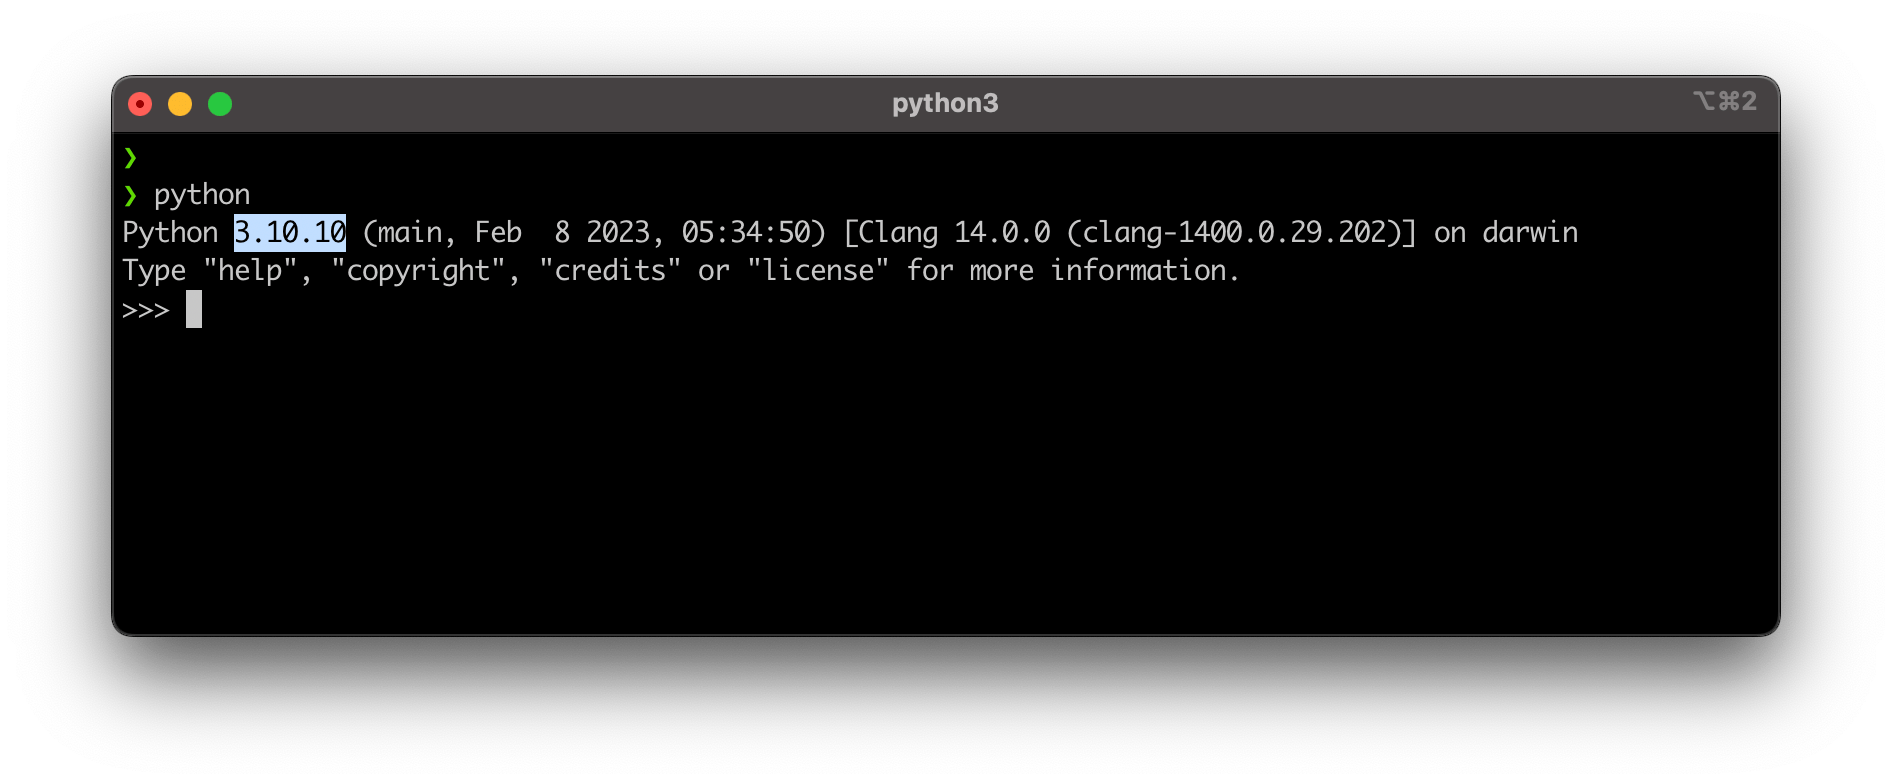 python3
⌥⌘2
❯
❯ python
Python 3.10.10 (main, Feb  8 2023, 05:34:50) [Clang 14.0.0 (clang-1400.0.29.202)] on darwin
Type "help", "copyright", "credits" or "license" for more information.
>>>